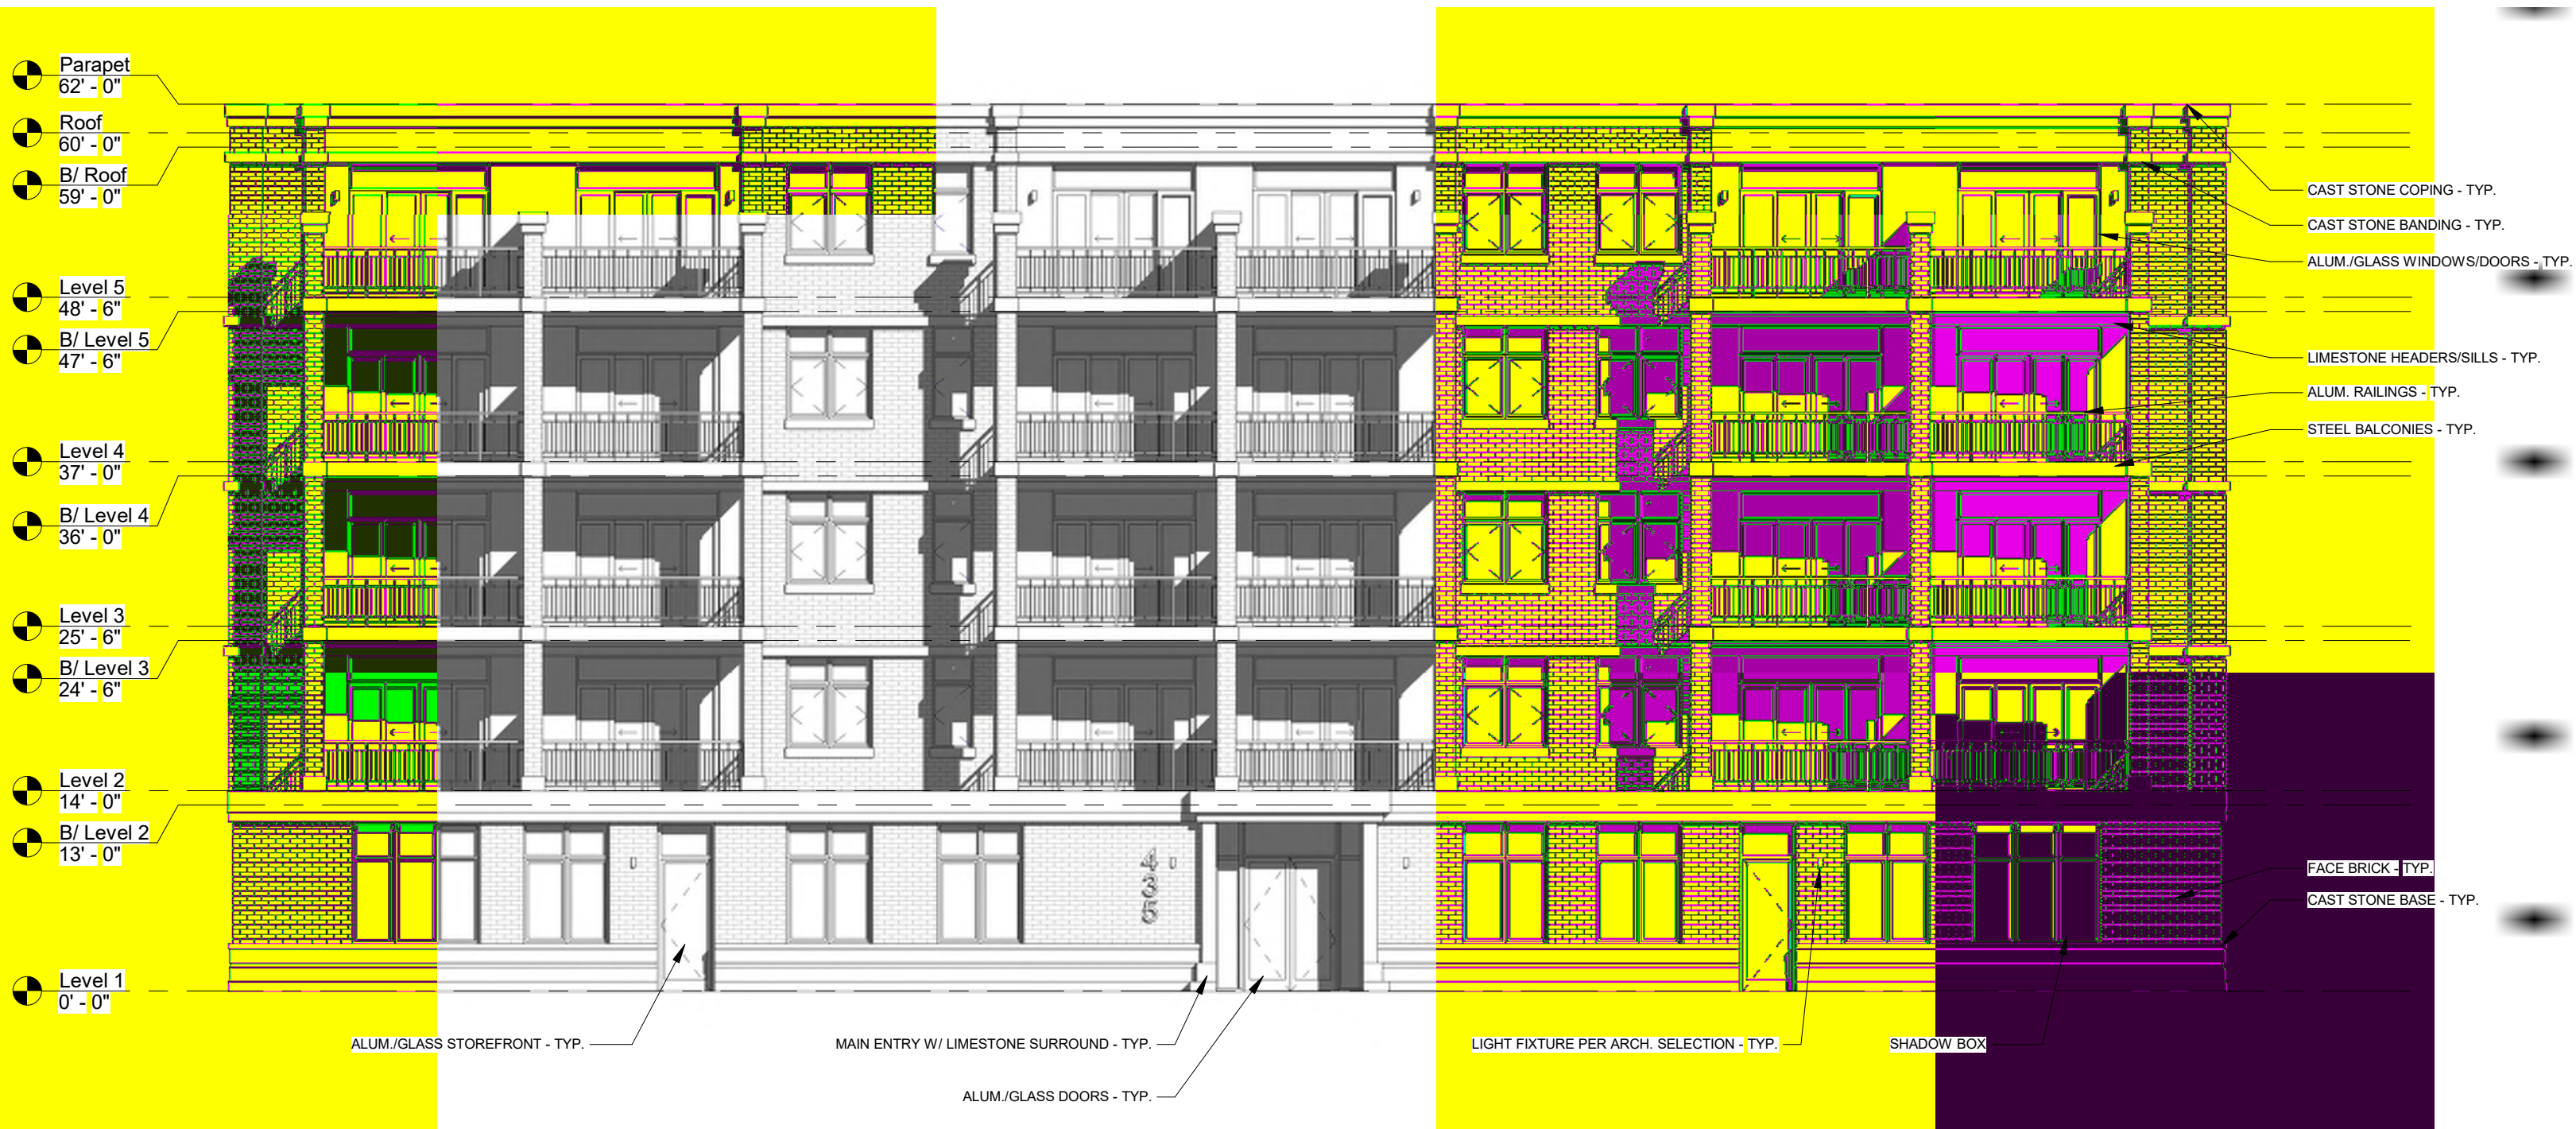 Parapet
62' - 0"
Roof
60' - 0"
B/ Roof
59' - 0"
Level 5
48' - 6"
B/ Level 5
47' - 6"
Level 4
37' - 0"
B/ Level 4
36' - 0"
Level 3
25' - 6"
B/ Level 3
24' - 6"
Level 2
14' - 0"
B/ Level 2
13' - 0"
Level 1
0' - 0"
CAST STONE COPING - TYP.
CAST STONE BANDING - TYP.
ALUM./GLASS WINDOWS/DOORS - TYP.
LIMESTONE HEADERS/SILLS - TYP.
ALUM. RAILINGS - TYP.
STEEL BALCONIES - TYP.
FACE BRICK - TYP.
CAST STONE BASE - TYP.
ALUM./GLASS STOREFRONT - TYP.
MAIN ENTRY W/ LIMESTONE SURROUND - TYP.
LIGHT FIXTURE PER ARCH. SELECTION - TYP.
SHADOW BOX
ALUM./GLASS DOORS - TYP.